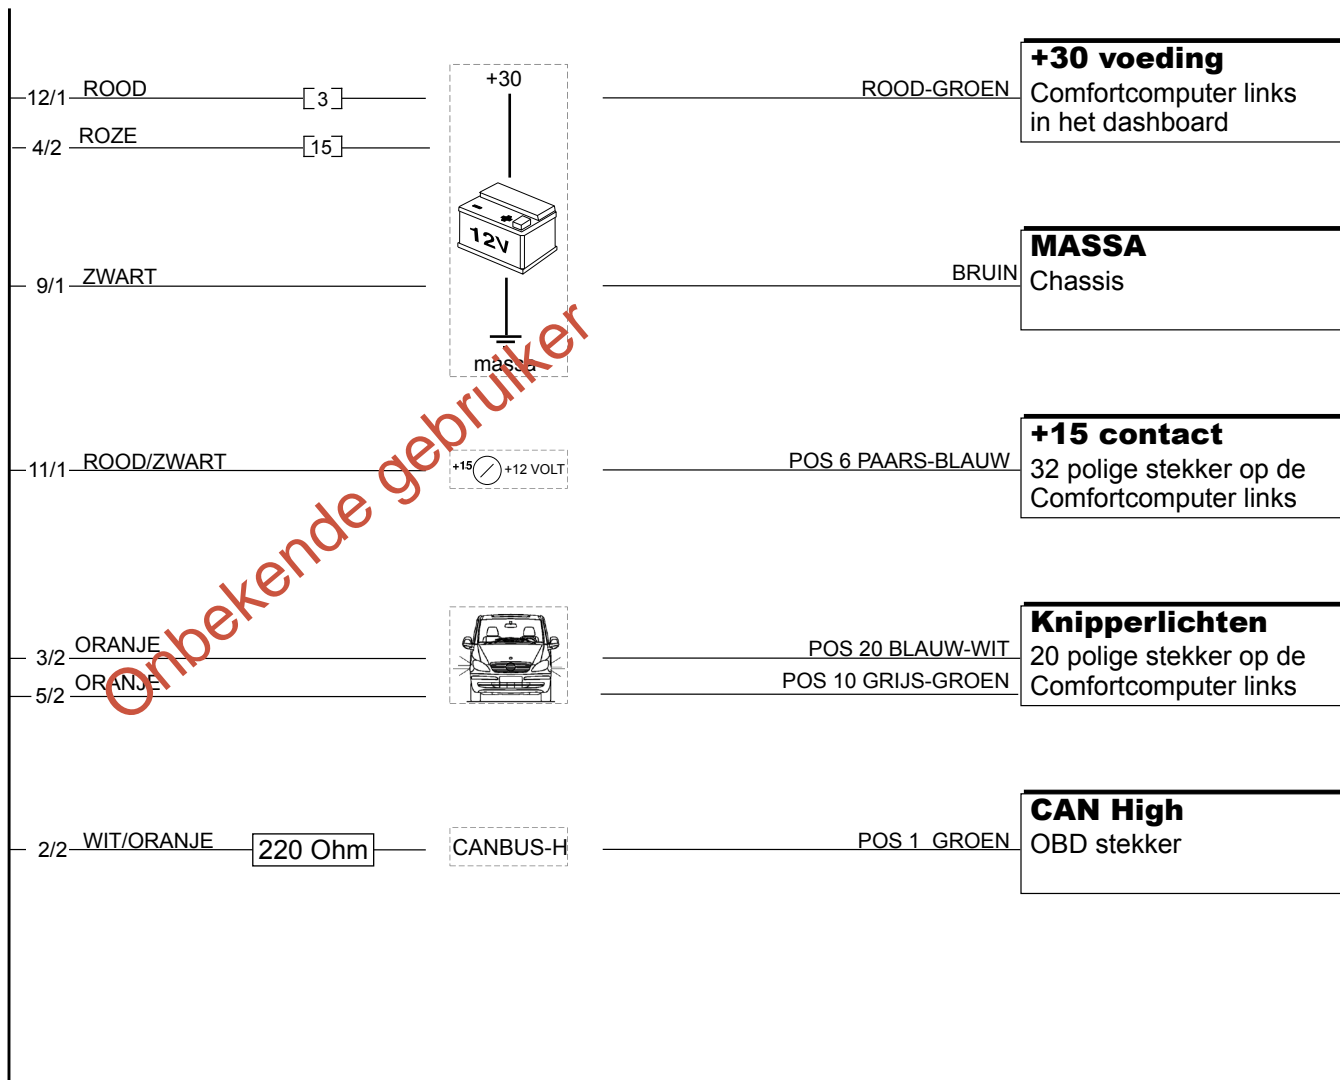 12/1 ROOD [3] +30 ROOD-GROEN +30 voeding
Comfortcomputer links
in het dashboard
4/2 ROZE [15]
- + 12V
9/1 ZWART BRUIN MASSA
Chassis
massa
11/1 ROOD/ZWART +15 +12 VOLT POS 6 PAARS-BLAUW +15 contact
32 polige stekker op de
Comfortcomputer links
3/2 ORANJE POS 20 BLAUW-WIT Knipperlichten
20 polige stekker op de
5/2 ORANJE POS 10 GRIJS-GROEN Comfortcomputer links
2/2 WIT/ORANJE 220 Ohm CANBUS-H POS 1 GROEN CAN High
OBD stekker
Onbekende gebruiker